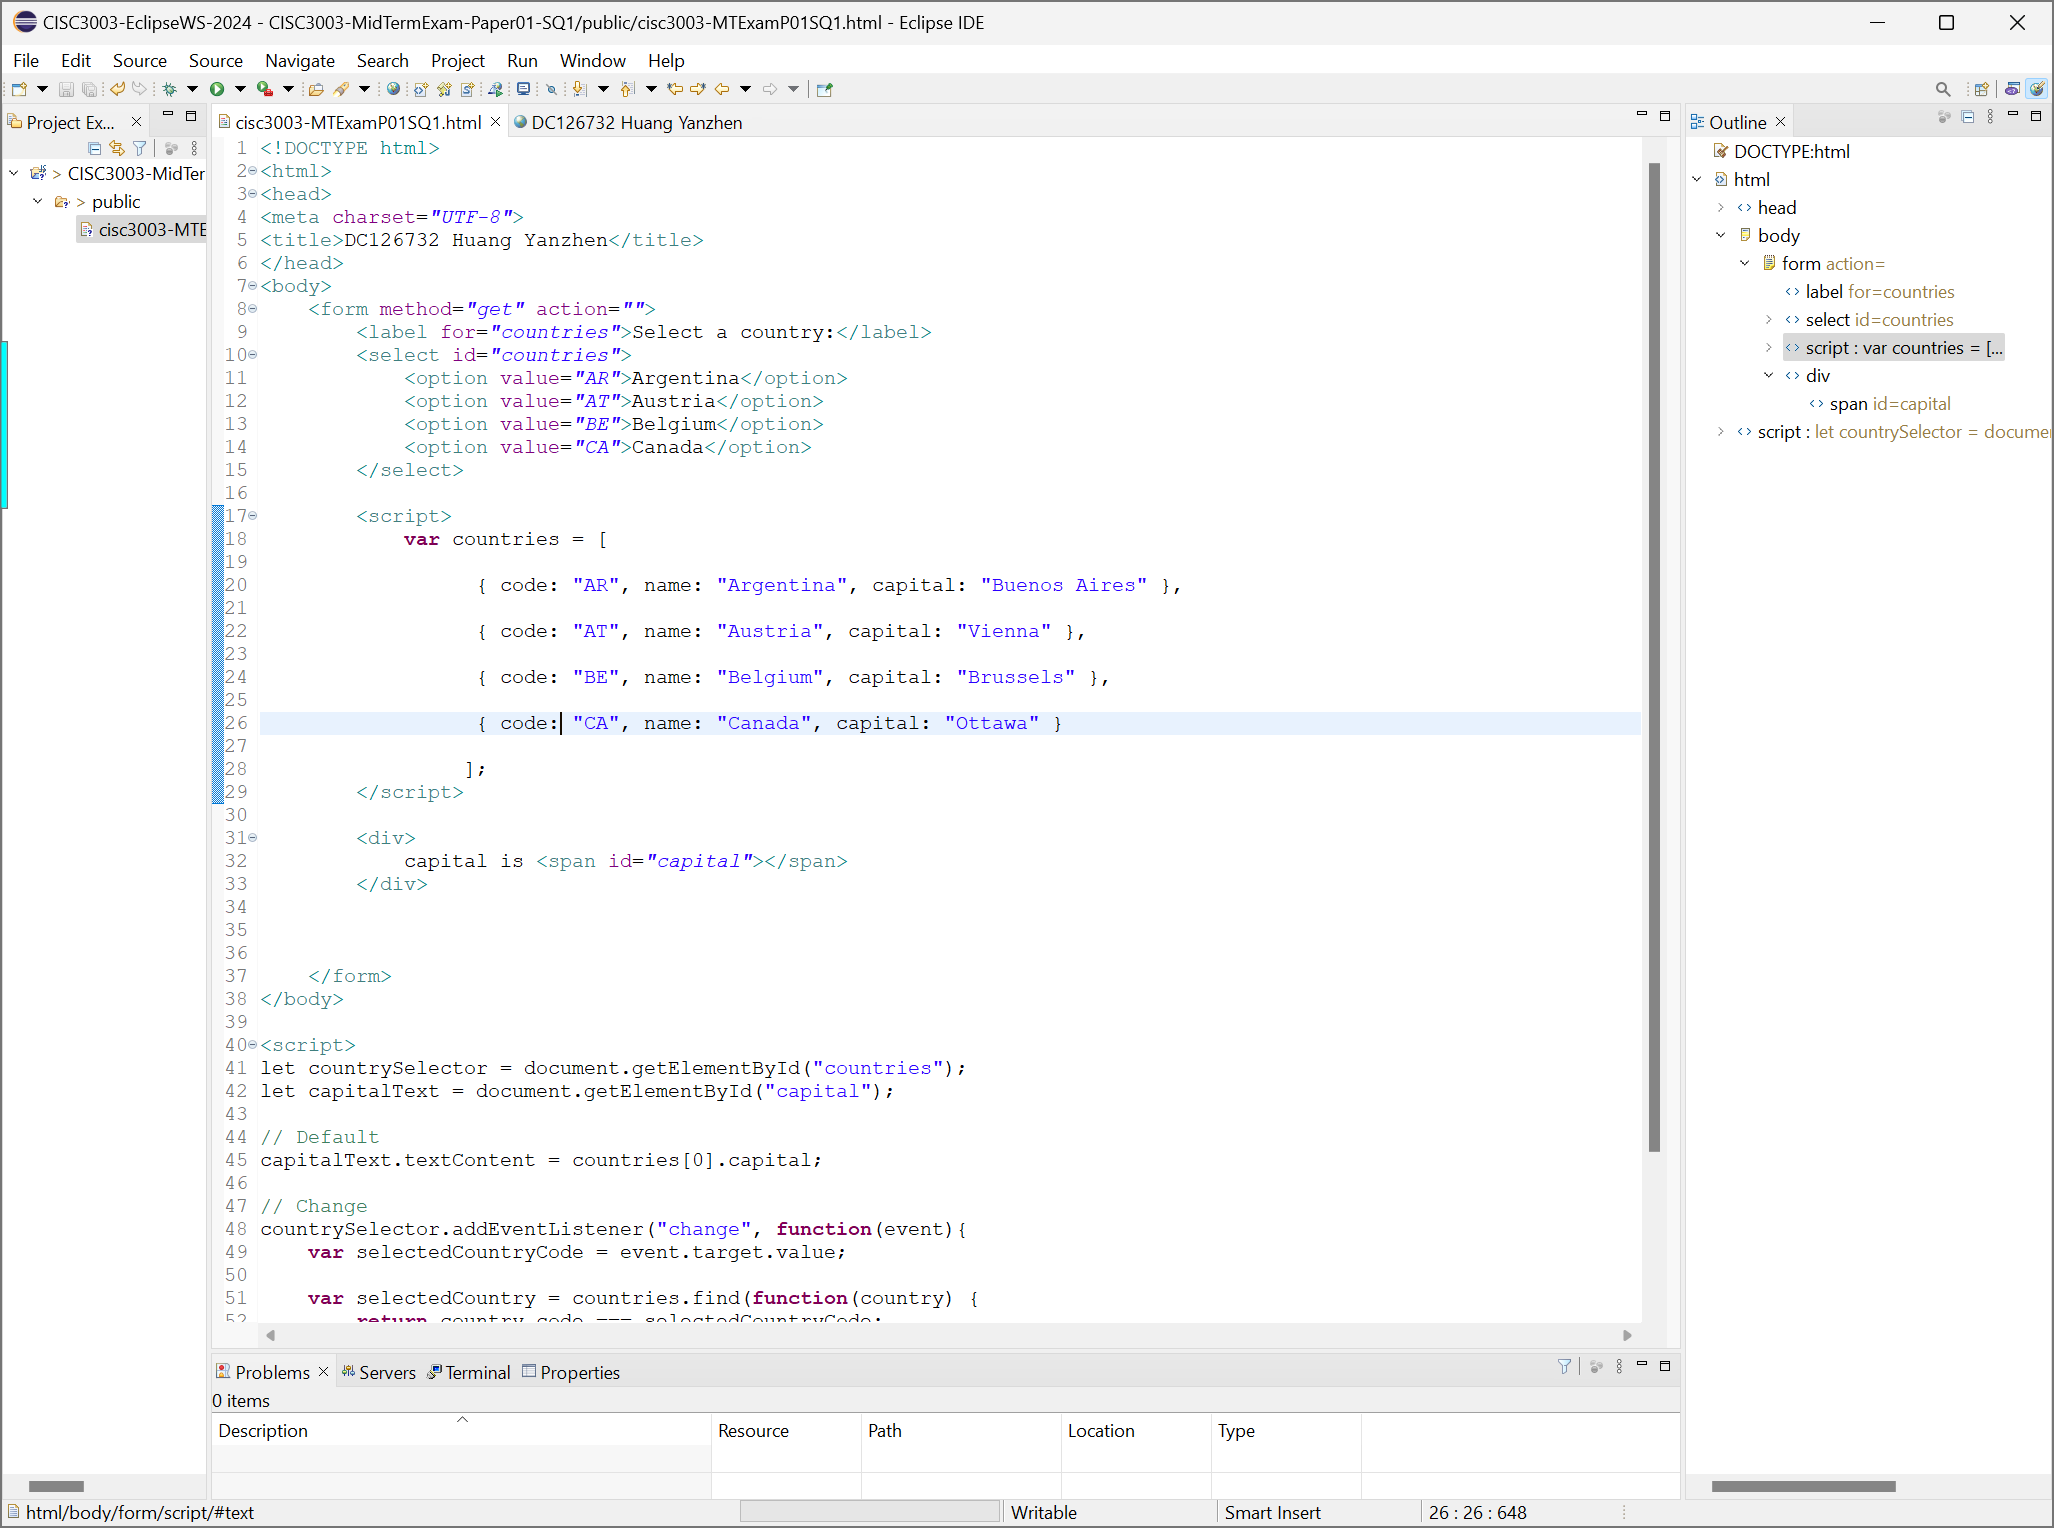 CISC3003-EclipseWS-2024 - CISC3003-MidTermExam-Paper01-SQ1/public/cisc3003-MTExamP01SQ1.html - Eclipse IDE
File Edit Source Source Navigate Search Project Run Window Help
Project Ex...
CISC3003-MidTer
public
cisc3003-MTE
cisc3003-MTExamP01SQ1.html DC126732 Huang Yanzhen
1 <!DOCTYPE html>
2 <html>
3 <head>
4 <meta charset="UTF-8">
5 <title>DC126732 Huang Yanzhen</title>
6 </head>
7 <body>
8     <form method="get" action="">
9         <label for="countries">Select a country:</label>
10         <select id="countries">
11             <option value="AR">Argentina</option>
12             <option value="AT">Austria</option>
13             <option value="BE">Belgium</option>
14             <option value="CA">Canada</option>
15         </select>
16
17         <script>
18             var countries = [
19
20                   { code: "AR", name: "Argentina", capital: "Buenos Aires" },
21
22                   { code: "AT", name: "Austria", capital: "Vienna" },
23
24                   { code: "BE", name: "Belgium", capital: "Brussels" },
25
26                   { code: "CA", name: "Canada", capital: "Ottawa" }
27
28                  ];
29         </script>
30
31         <div>
32             capital is <span id="capital"></span>
33         </div>
34
35
36
37     </form>
38 </body>
39
40 <script>
41 let countrySelector = document.getElementById("countries");
42 let capitalText = document.getElementById("capital");
43
44 // Default
45 capitalText.textContent = countries[0].capital;
46
47 // Change
48 countrySelector.addEventListener("change", function(event){
49     var selectedCountryCode = event.target.value;
50
51     var selectedCountry = countries.find(function(country) {
52         return country.code === selectedCountryCode;
Outline
DOCTYPE:html
html
head
body
form action=
label for=countries
select id=countries
script : var countries = [...
div
span id=capital
script : let countrySelector = docume
Problems Servers Terminal Properties
0 items
Description Resource Path Location Type
html/body/form/script/#text Writable Smart Insert 26 : 26 : 648